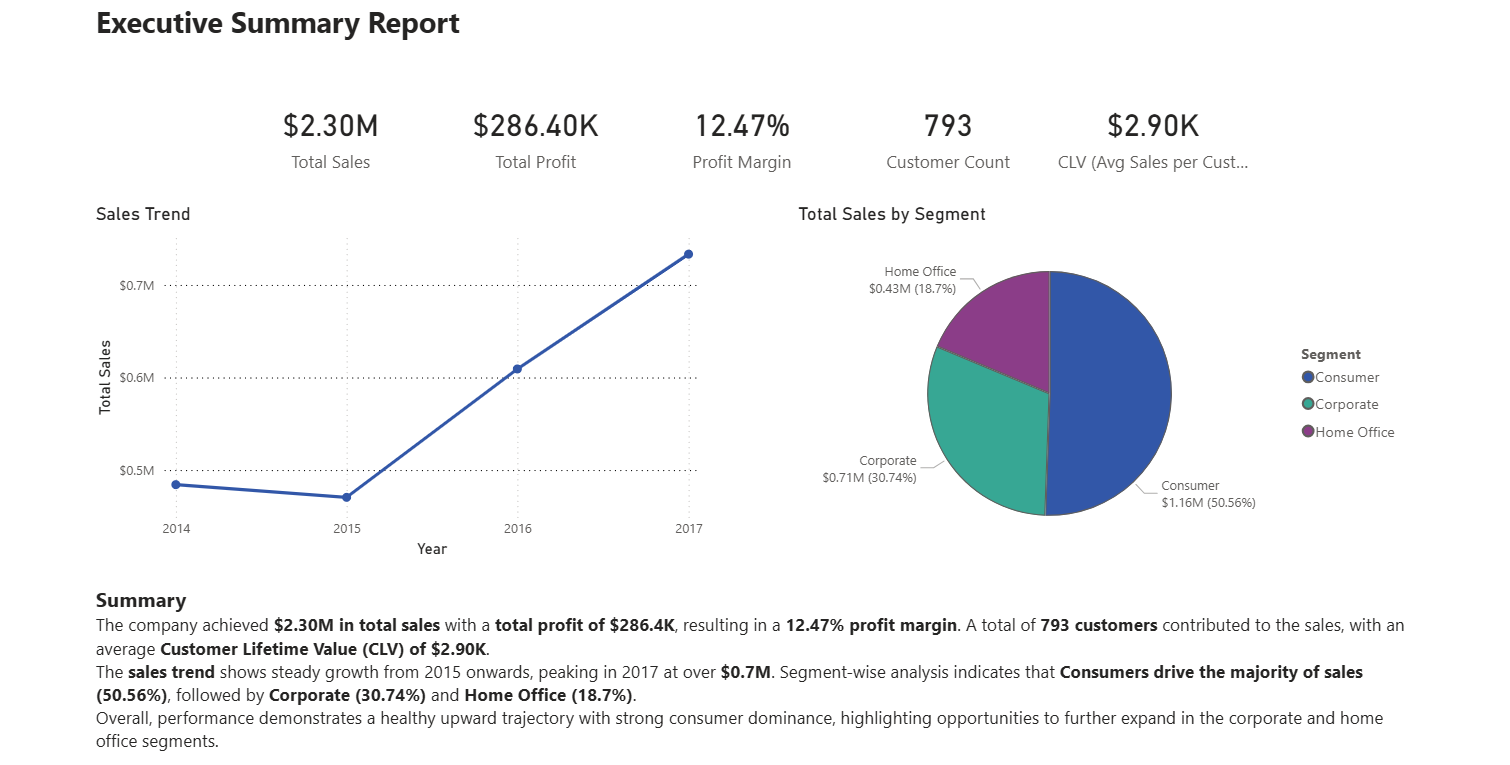 Executive Summary Report
$2.30M
Total Sales
$286.40K
Total Profit
12.47%
Profit Margin
793
Customer Count
$2.90K
CLV (Avg Sales per Cust...
Sales Trend
Total Sales
$0.7M
$0.6M
$0.5M
2014
2015
2016
2017
Year
Total Sales by Segment
Home Office
$0.43M (18.7%)
Corporate
$0.71M (30.74%)
Consumer
$1.16M (50.56%)
Segment
Consumer
Corporate
Home Office
Summary
The company achieved $2.30M in total sales with a total profit of $286.4K, resulting in a 12.47% profit margin. A total of 793 customers contributed to the sales, with an
average Customer Lifetime Value (CLV) of $2.90K.
The sales trend shows steady growth from 2015 onwards, peaking in 2017 at over $0.7M. Segment-wise analysis indicates that Consumers drive the majority of sales
(50.56%), followed by Corporate (30.74%) and Home Office (18.7%).
Overall, performance demonstrates a healthy upward trajectory with strong consumer dominance, highlighting opportunities to further expand in the corporate and home
office segments.